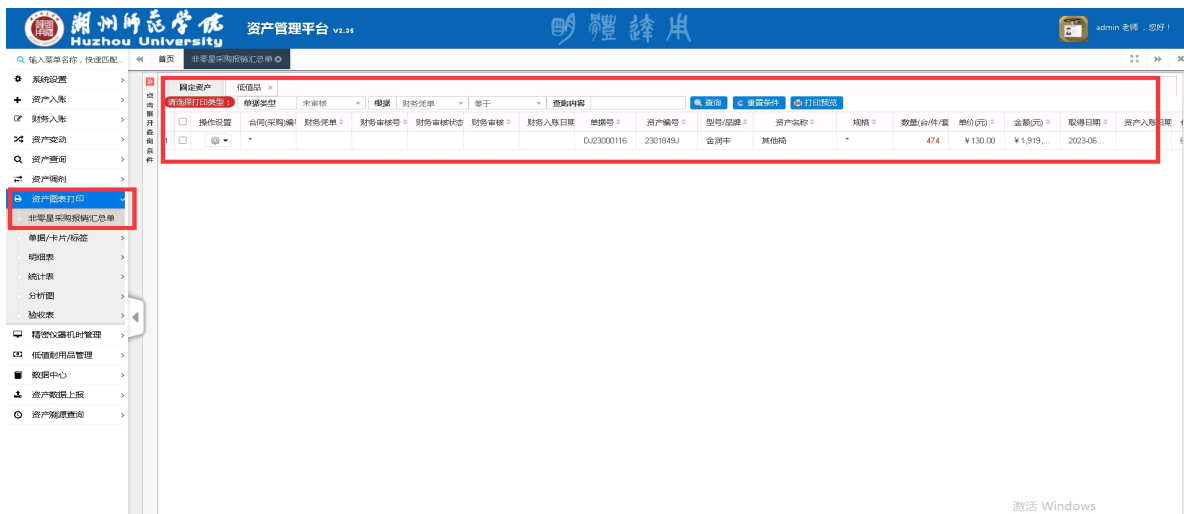 湖州师范学院
Huzhou University
资产管理平台 V2.35
明體達用
admin 老师，您好！
输入菜单名称，快速匹配...
首页
非零星采购报销汇总单
系统设置
资产入账
财务入账
资产变动
资产查询
资产调剂
资产图表打印
非零星采购报销汇总单
单据/卡片/标签
明细表
统计表
分析图
验收表
精密仪器机时管理
低值耐用品管理
数据中心
资产数据上报
资产溯源查询
点击展开查询条件
固定资产 低值品 ×
请选择打印类型： 单据类型 未审核 根据 财务凭单 等于 查询内容 查询 重置条件 打印预览
操作设置 合同(采购)编 财务凭单 财务审核号 财务审核状态 财务审核 财务入账日期 单据号 资产编号 型号/品牌 资产名称 规格 数量(台/件/套 单价(元) 金额(元) 取得日期 资产入账日期
1 * DJ23000116 2301849J 金润丰 其他椅 * 474 ￥130.00 ￥1,919,... 2023-06...
激活 Windows